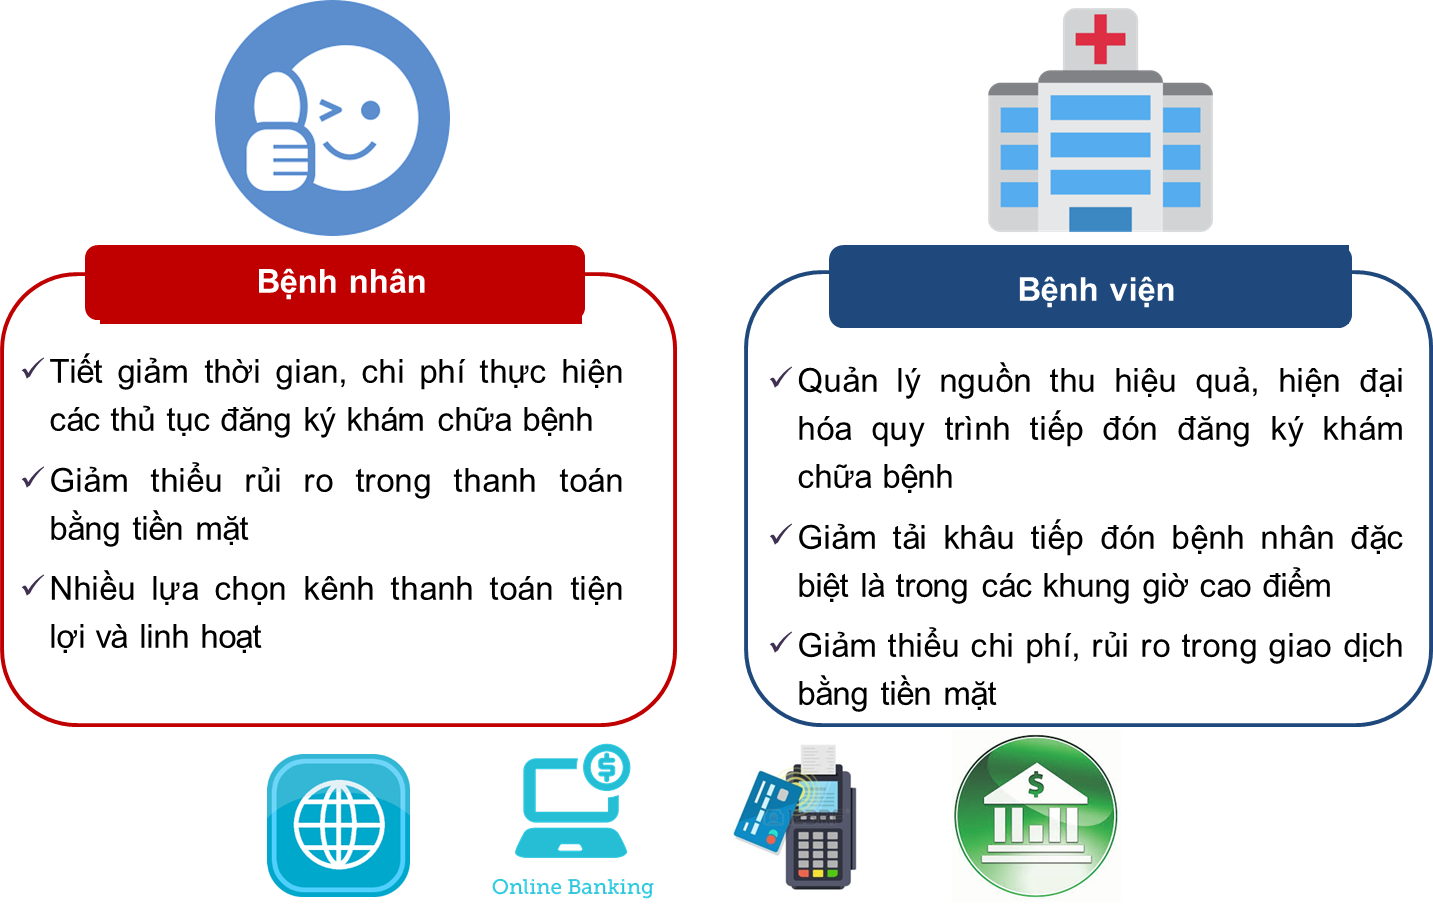 Bệnh nhân
✓ Tiết giảm thời gian, chi phí thực hiện
các thủ tục đăng ký khám chữa bệnh
✓ Giảm thiểu rủi ro trong thanh toán
bằng tiền mặt
✓ Nhiều lựa chọn kênh thanh toán tiện
lợi và linh hoạt
Bệnh viện
✓ Quản lý nguồn thu hiệu quả, hiện đại
hóa quy trình tiếp đón đăng ký khám
chữa bệnh
✓ Giảm tải khâu tiếp đón bệnh nhân đặc
biệt là trong các khung giờ cao điểm
✓ Giảm thiểu chi phí, rủi ro trong giao dịch
bằng tiền mặt
$
Online Banking
$